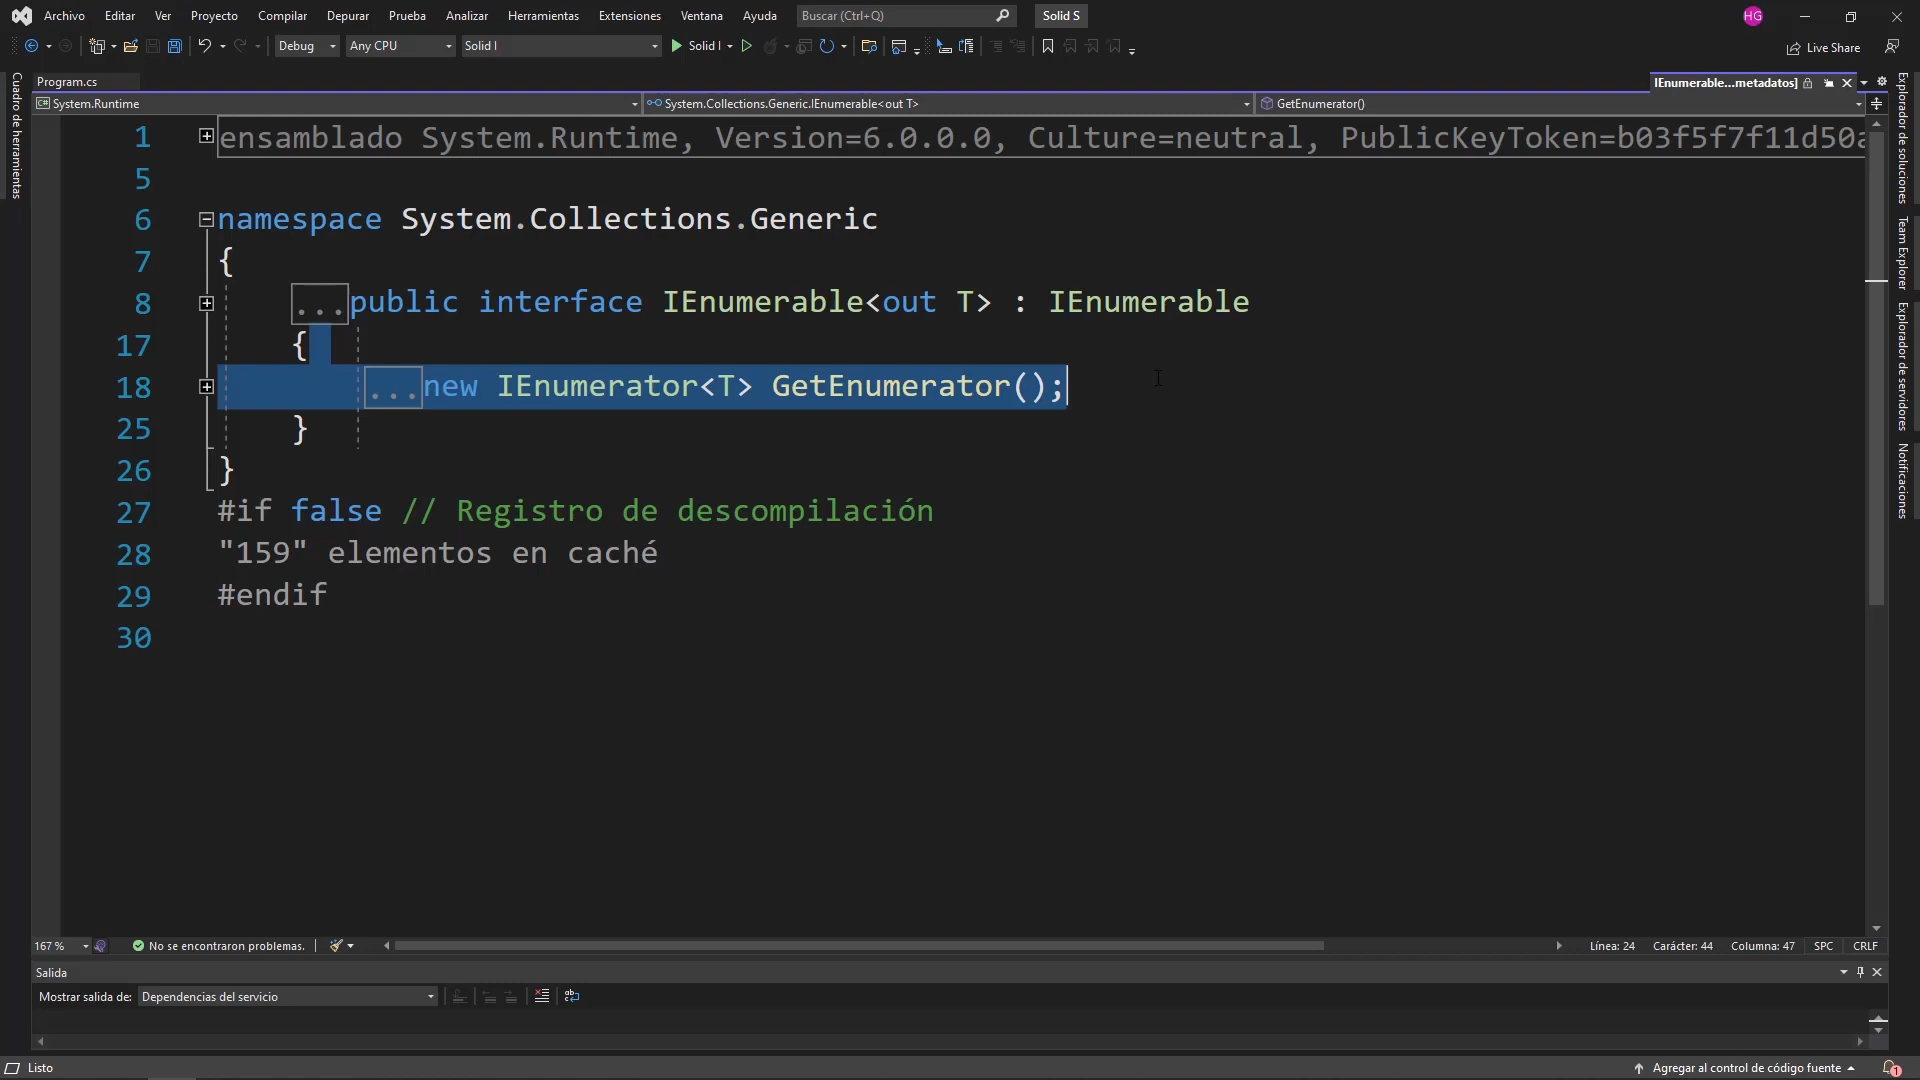 Archivo Editar Ver Proyecto Compilar Depurar Prueba Analizar Herramientas Extensiones Ventana Ayuda Buscar (Ctrl+Q) Solid S HG
Debug Any CPU Solid I Solid I Live Share
Program.cs IEnumerable...metadatos]
System.Runtime System.Collections.Generic.IEnumerable<out T> GetEnumerator()
Cuadro de herramientas
1 ensamblado System.Runtime, Version=6.0.0.0, Culture=neutral, PublicKeyToken=b03f5f7f11d50a
5
6 namespace System.Collections.Generic
7 {
8 ...public interface IEnumerable<out T> : IEnumerable
17 {
18 ...new IEnumerator<T> GetEnumerator();
25 }
26 }
27 #if false // Registro de descompilación
28 "159" elementos en caché
29 #endif
30
Explorador de soluciones
Team Explorer
Explorador de servidores
Notificaciones
167 % No se encontraron problemas. Línea: 24 Carácter: 44 Columna: 47 SPC CRLF
Salida
Mostrar salida de: Dependencias del servicio
Listo Agregar al control de código fuente 1